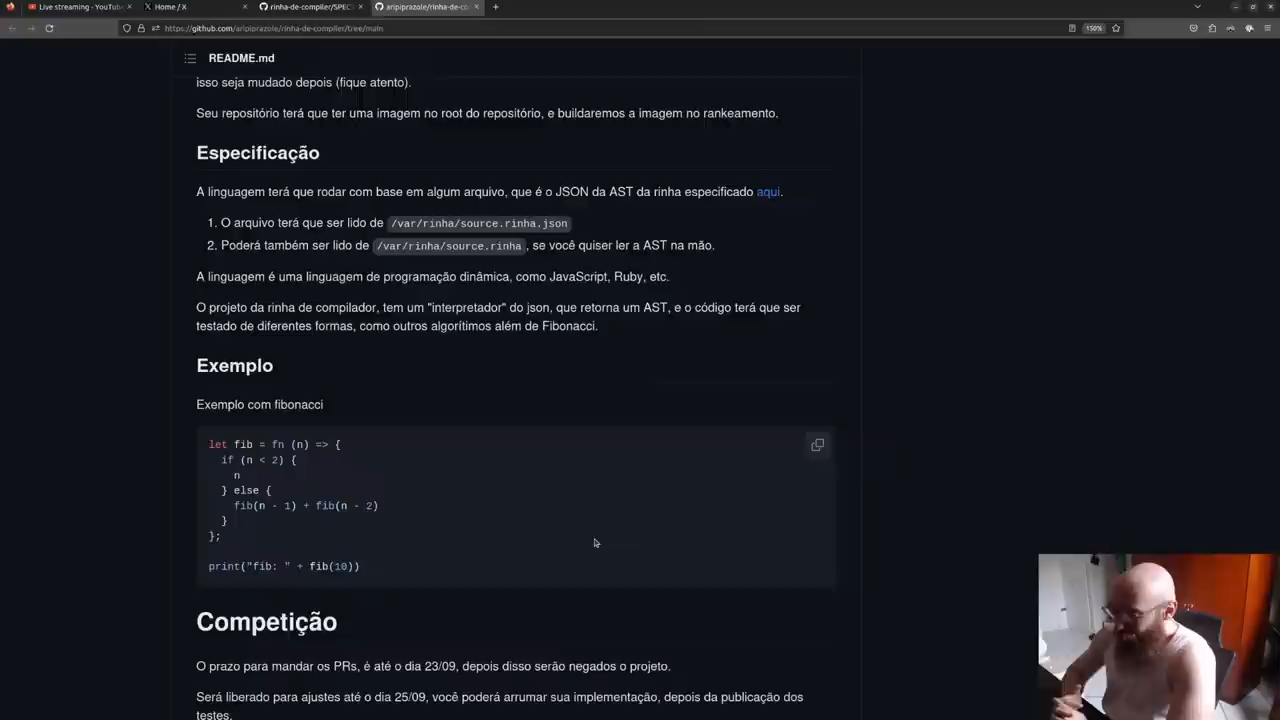 Live streaming - YouTube
Home / X
rinha-de-compiler/SPEC
aripiprazole/rinha-de-co
https://github.com/aripiprazole/rinha-de-compiler/tree/main
150%
README.md
isso seja mudado depois (fique atento).
Seu repositório terá que ter uma imagem no root do repositório, e buildaremos a imagem no rankeamento.
Especificação
A linguagem terá que rodar com base em algum arquivo, que é o JSON da AST da rinha especificado aqui.
1. O arquivo terá que ser lido de /var/rinha/source.rinha.json
2. Poderá também ser lido de /var/rinha/source.rinha, se você quiser ler a AST na mão.
A linguagem é uma linguagem de programação dinâmica, como JavaScript, Ruby, etc.
O projeto da rinha de compilador, tem um "interpretador" do json, que retorna um AST, e o código terá que ser
testado de diferentes formas, como outros algorítimos além de Fibonacci.
Exemplo
Exemplo com fibonacci
let fib = fn (n) => {
if (n < 2) {
n
} else {
fib(n - 1) + fib(n - 2)
}
};
print("fib: " + fib(10))
Competição
O prazo para mandar os PRs, é até o dia 23/09, depois disso serão negados o projeto.
Será liberado para ajustes até o dia 25/09, você poderá arrumar sua implementação, depois da publicação dos
testes.